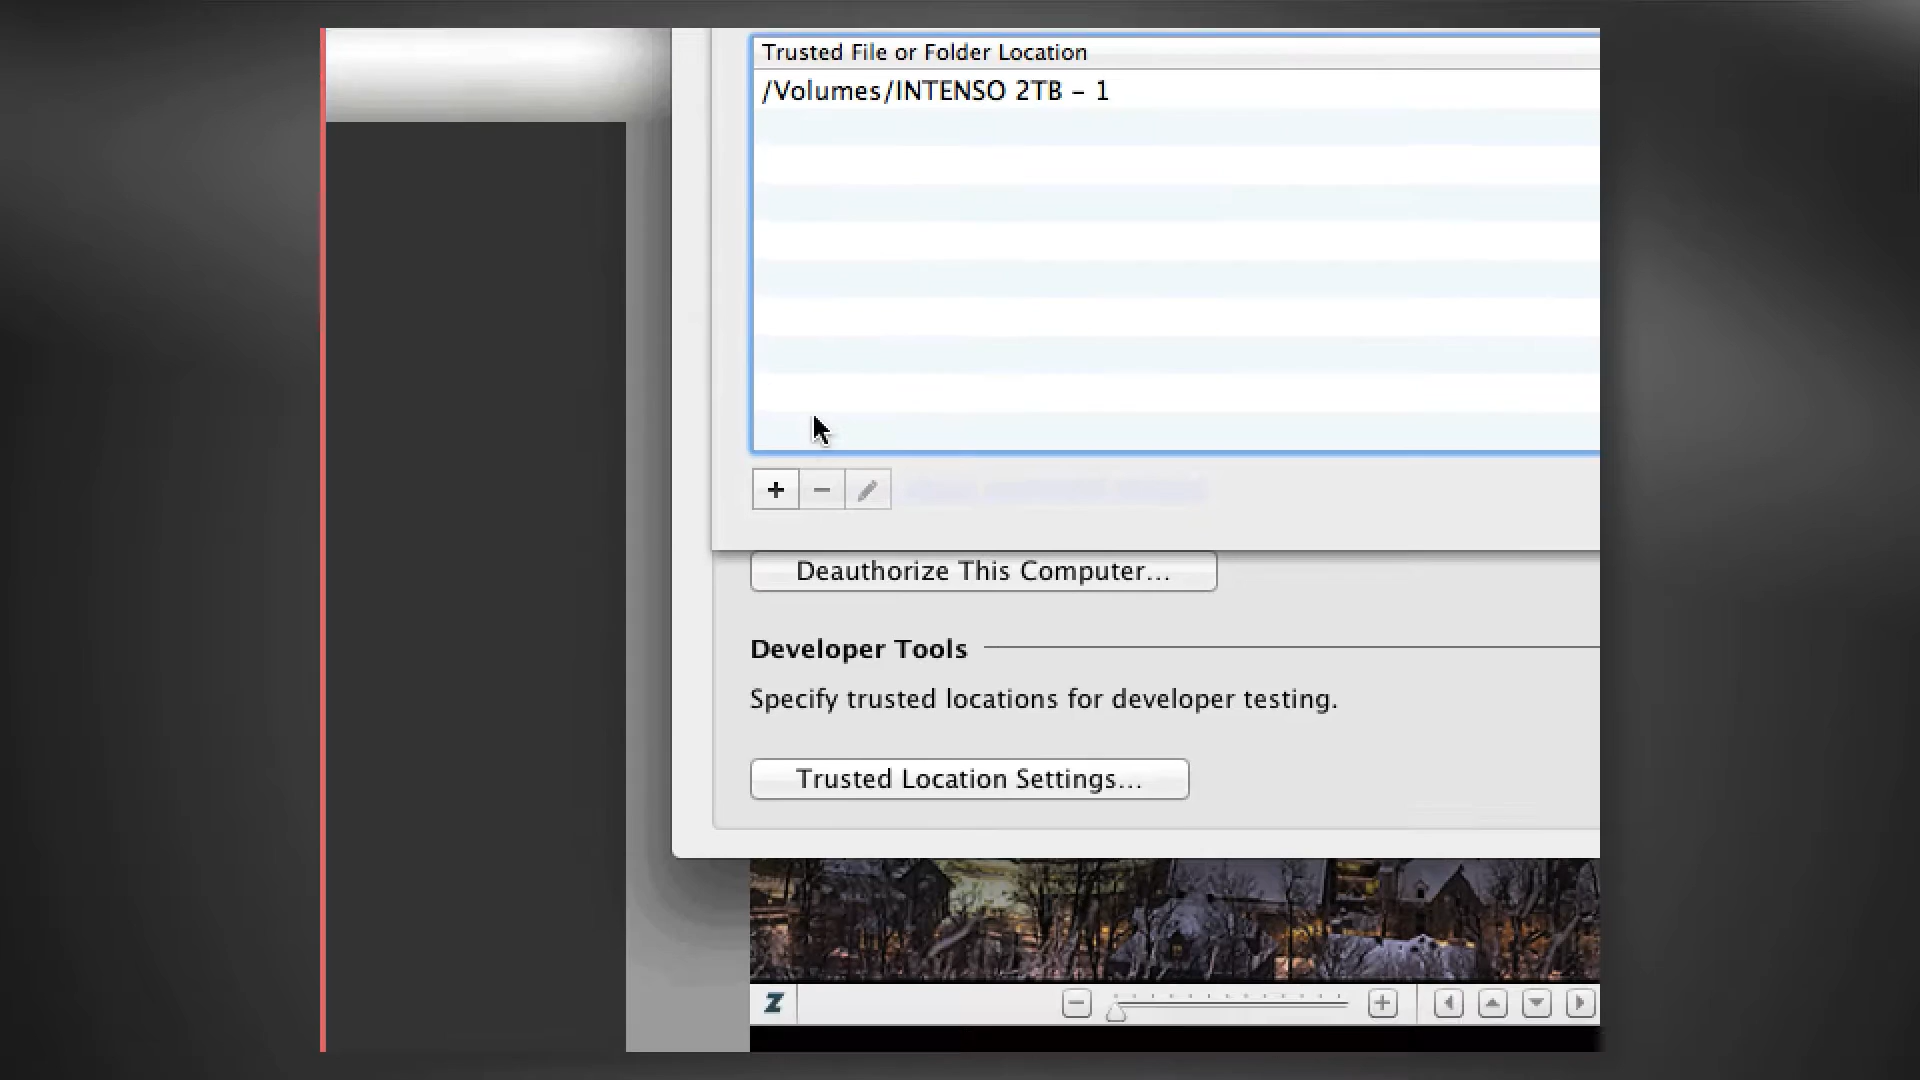 Trusted File or Folder Location
/Volumes/INTENSO 2TB – 1
Deauthorize This Computer...
Developer Tools
Specify trusted locations for developer testing.
Trusted Location Settings...
Z